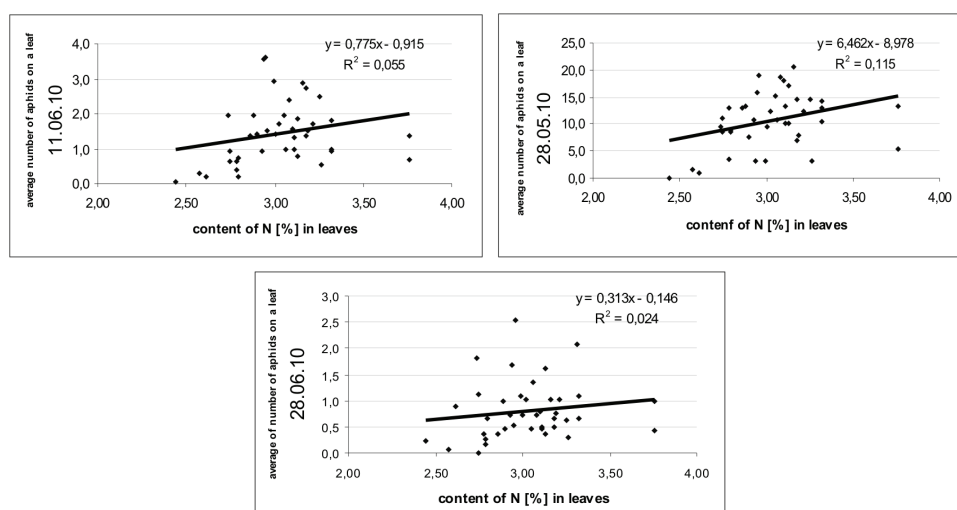 average number of aphids on a leaf
11.06.10
y = 0,775x - 0,915
R² = 0,055
4,0
3,0
2,0
1,0
0,0
2,00 2,50 3,00 3,50 4,00
content of N [%] in leaves
average number of aphids on a leaf
28.05.10
y = 6,462x - 8,978
R² = 0,115
25,0
20,0
15,0
10,0
5,0
0,0
2,00 2,50 3,00 3,50 4,00
content of N [%] in leaves
average of number of aphids on a leaf
28.06.10
y = 0,313x - 0,146
R² = 0,024
3,0
2,5
2,0
1,5
1,0
0,5
0,0
2,00 2,50 3,00 3,50 4,00
content of N [%] in leaves